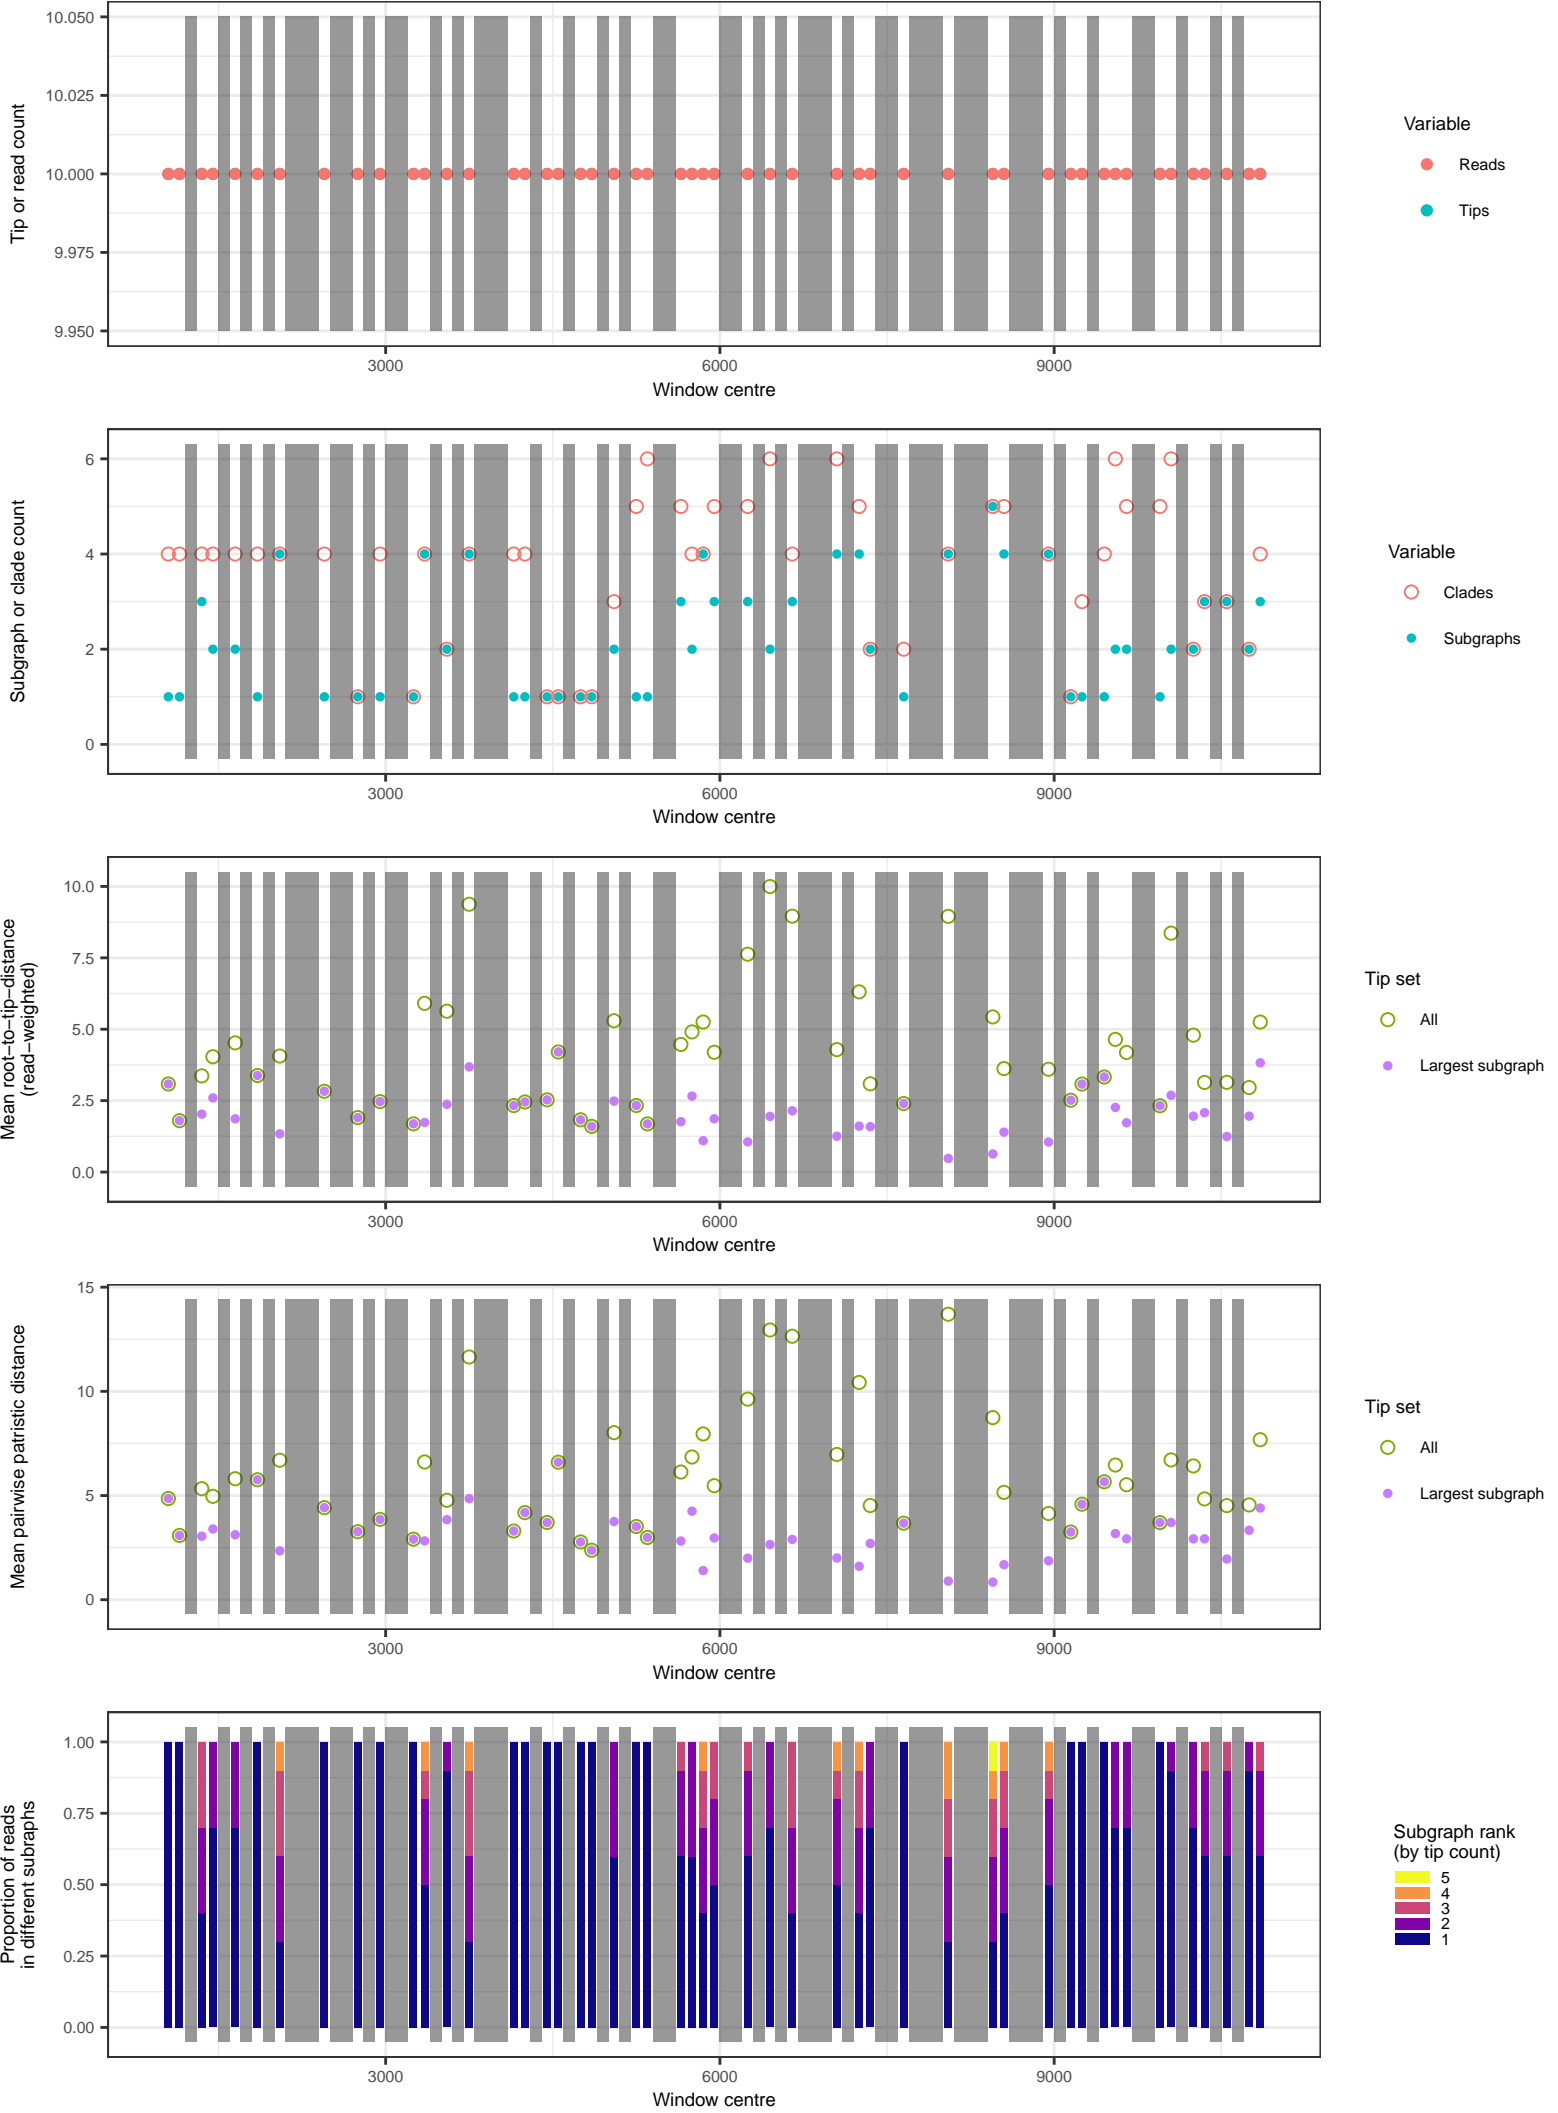 10.050
10.025
10.000
9.975
9.950
Tip or read count
3000
6000
9000
Window centre
Variable
Reads
Tips
6
4
2
0
Subgraph or clade count
3000
6000
9000
Window centre
Variable
Clades
Subgraphs
10.0
7.5
5.0
2.5
0.0
Mean root−to−tip−distance
(read−weighted)
3000
6000
9000
Window centre
Tip set
All
Largest subgraph
15
10
5
0
Mean pairwise patristic distance
3000
6000
9000
Window centre
Tip set
All
Largest subgraph
1.00
0.75
0.50
0.25
0.00
Proportion of reads
in different subraphs
3000
6000
9000
Window centre
Subgraph rank
(by tip count)
5
4
3
2
1